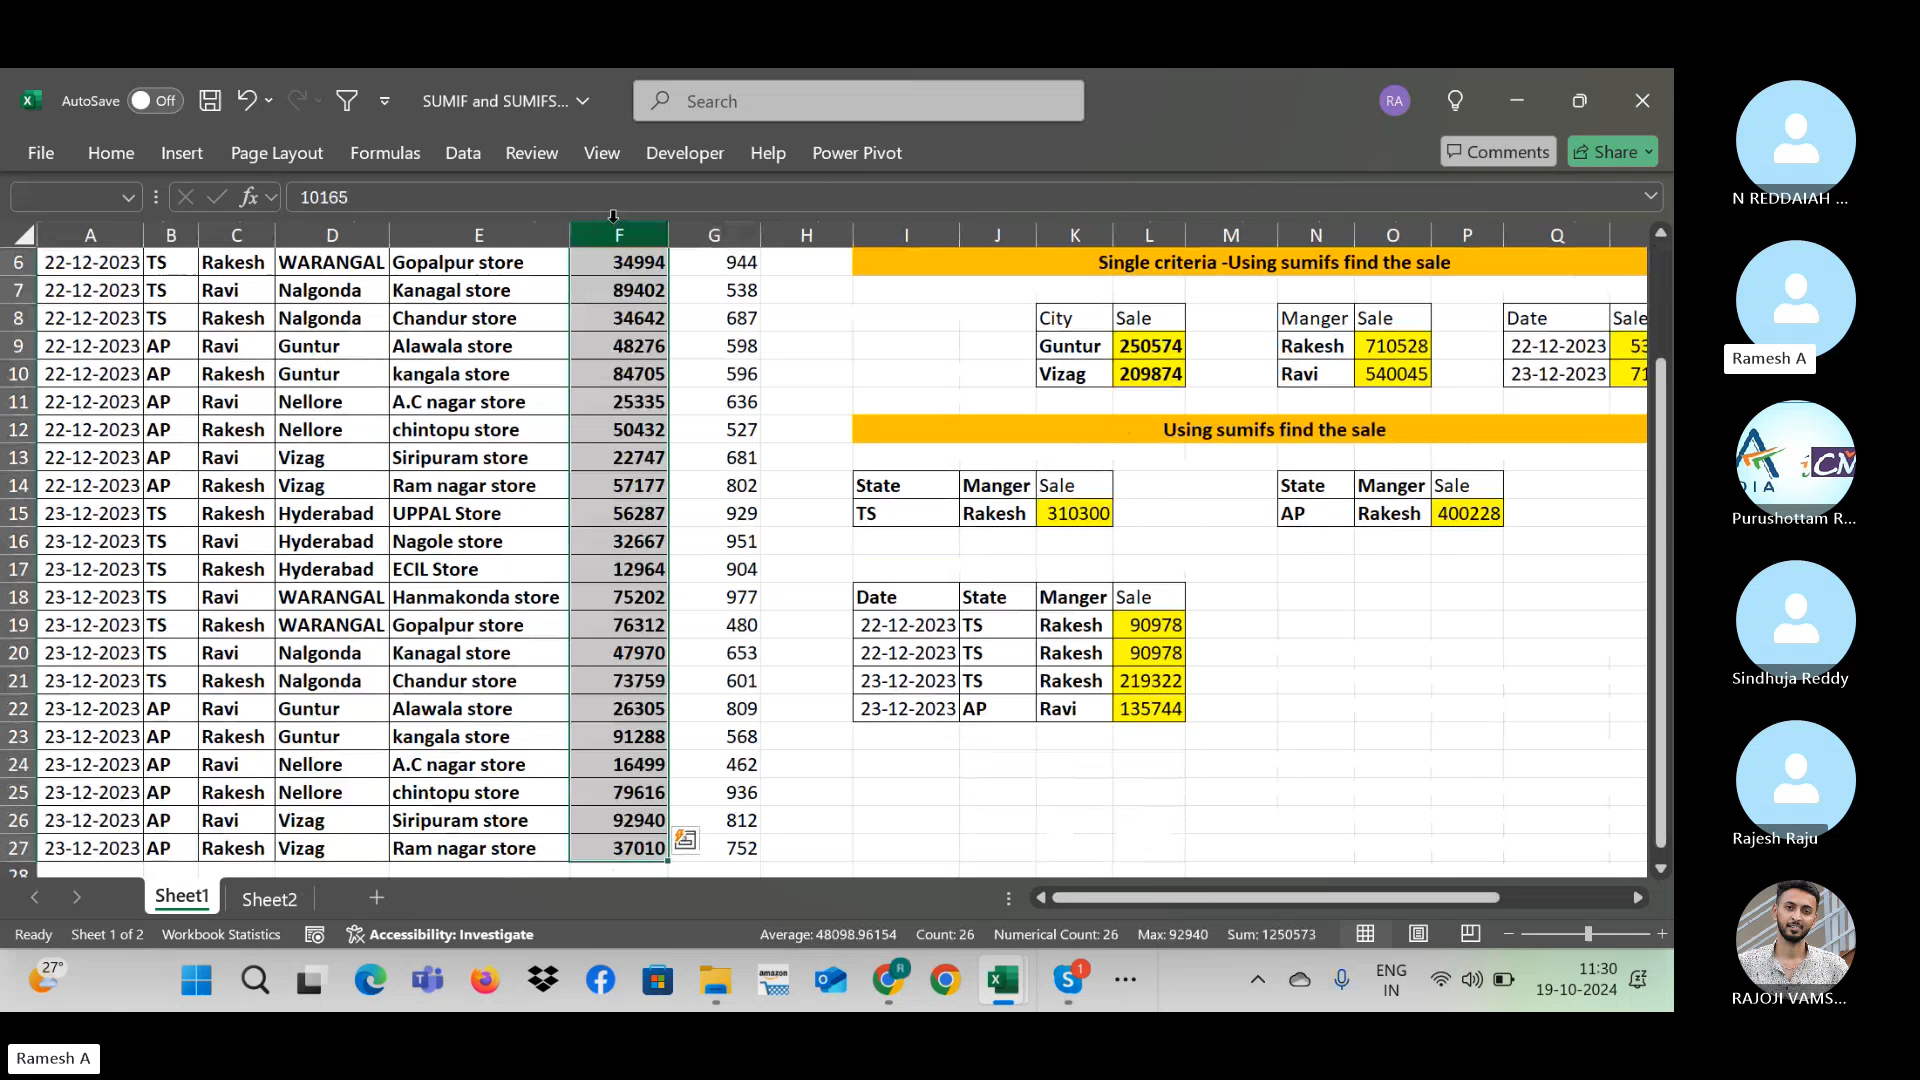 AutoSave Off SUMIF and SUMIFS... Search RA
File Home Insert Page Layout Formulas Data Review View Developer Help Power Pivot Comments Share
fx 10165
A B C D E F G H I J K L M N O P Q
6 22-12-2023 TS Rakesh WARANGAL Gopalpur store 34994 944 Single criteria -Using sumifs find the sale
7 22-12-2023 TS Ravi Nalgonda Kanagal store 89402 538
8 22-12-2023 TS Rakesh Nalgonda Chandur store 34642 687 City Sale Manger Sale Date Sale
9 22-12-2023 AP Ravi Guntur Alawala store 48276 598 Guntur 250574 Rakesh 710528 22-12-2023 53
10 22-12-2023 AP Rakesh Guntur kangala store 84705 596 Vizag 209874 Ravi 540045 23-12-2023 71
11 22-12-2023 AP Ravi Nellore A.C nagar store 25335 636
12 22-12-2023 AP Rakesh Nellore chintopu store 50432 527 Using sumifs find the sale
13 22-12-2023 AP Ravi Vizag Siripuram store 22747 681
14 22-12-2023 AP Rakesh Vizag Ram nagar store 57177 802 State Manger Sale State Manger Sale
15 23-12-2023 TS Rakesh Hyderabad UPPAL Store 56287 929 TS Rakesh 310300 AP Rakesh 400228
16 23-12-2023 TS Ravi Hyderabad Nagole store 32667 951
17 23-12-2023 TS Rakesh Hyderabad ECIL Store 12964 904
18 23-12-2023 TS Ravi WARANGAL Hanmakonda store 75202 977 Date State Manger Sale
19 23-12-2023 TS Rakesh WARANGAL Gopalpur store 76312 480 22-12-2023 TS Rakesh 90978
20 23-12-2023 TS Ravi Nalgonda Kanagal store 47970 653 22-12-2023 TS Rakesh 90978
21 23-12-2023 TS Rakesh Nalgonda Chandur store 73759 601 23-12-2023 TS Rakesh 219322
22 23-12-2023 AP Ravi Guntur Alawala store 26305 809 23-12-2023 AP Ravi 135744
23 23-12-2023 AP Rakesh Guntur kangala store 91288 568
24 23-12-2023 AP Ravi Nellore A.C nagar store 16499 462
25 23-12-2023 AP Rakesh Nellore chintopu store 79616 936
26 23-12-2023 AP Ravi Vizag Siripuram store 92940 812
27 23-12-2023 AP Rakesh Vizag Ram nagar store 37010 752
28
Sheet1 Sheet2
Ready Sheet 1 of 2 Workbook Statistics Accessibility: Investigate Average: 48098.96154 Count: 26 Numerical Count: 26 Max: 92940 Sum: 1250573
27° amazon R 1 ENG IN 11:30 19-10-2024
Ramesh A
N REDDAIAH ...
Ramesh A
Purushottam R...
Sindhuja Reddy
Rajesh Raju
RAJOJI VAMS...